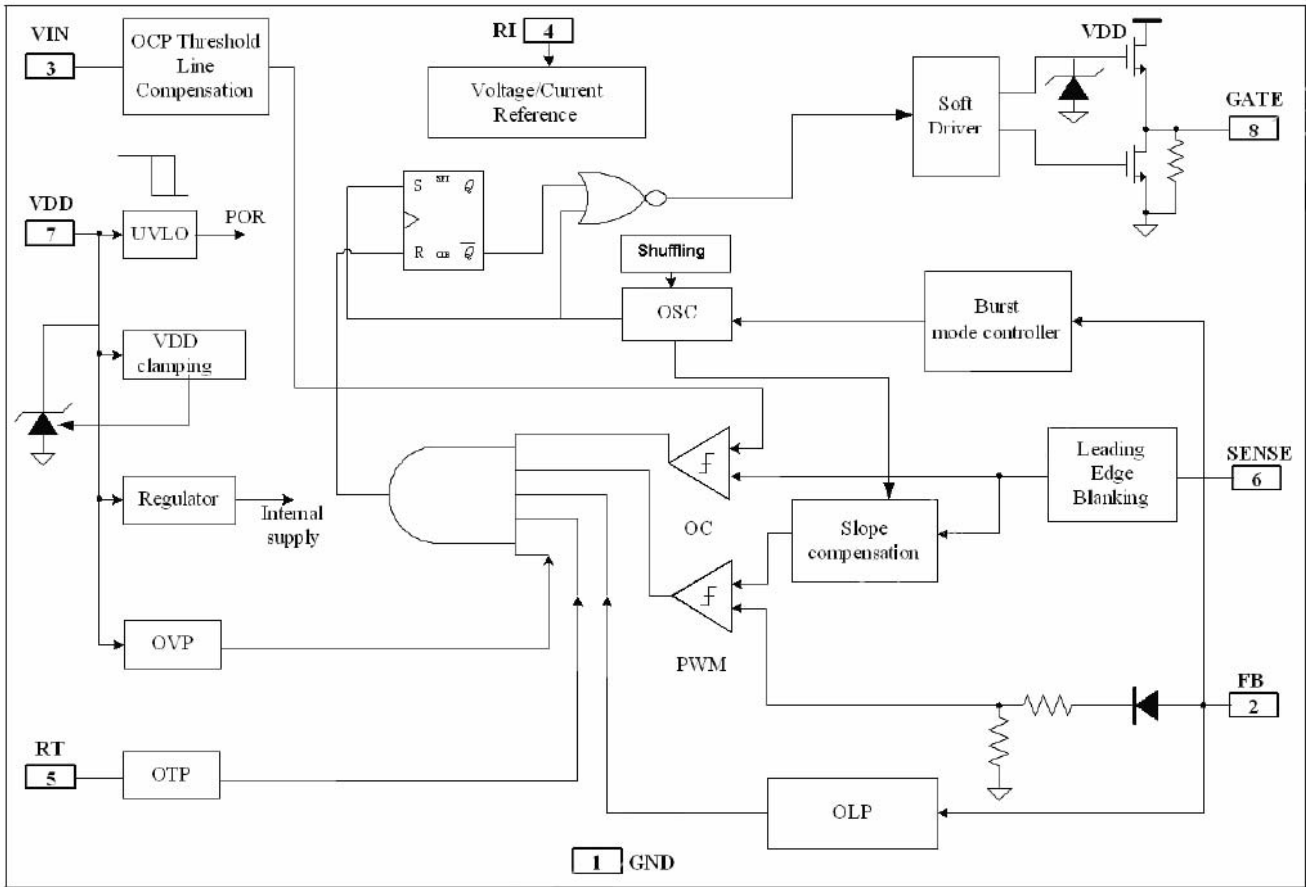 VIN
3
OCP Threshold
Line
Compensation
RI
4
Voltage/Current
Reference
VDD
Soft
Driver
GATE
8
VDD
7
UVLO
POR
S
Q
R
Q
Shuffling
OSC
Burst
mode controller
VDD
clamping
Regulator
Internal
supply
OC
Slope
compensation
Leading
Edge
Blanking
SENSE
6
OVP
PWM
FB
2
RT
5
OTP
OLP
1
GND